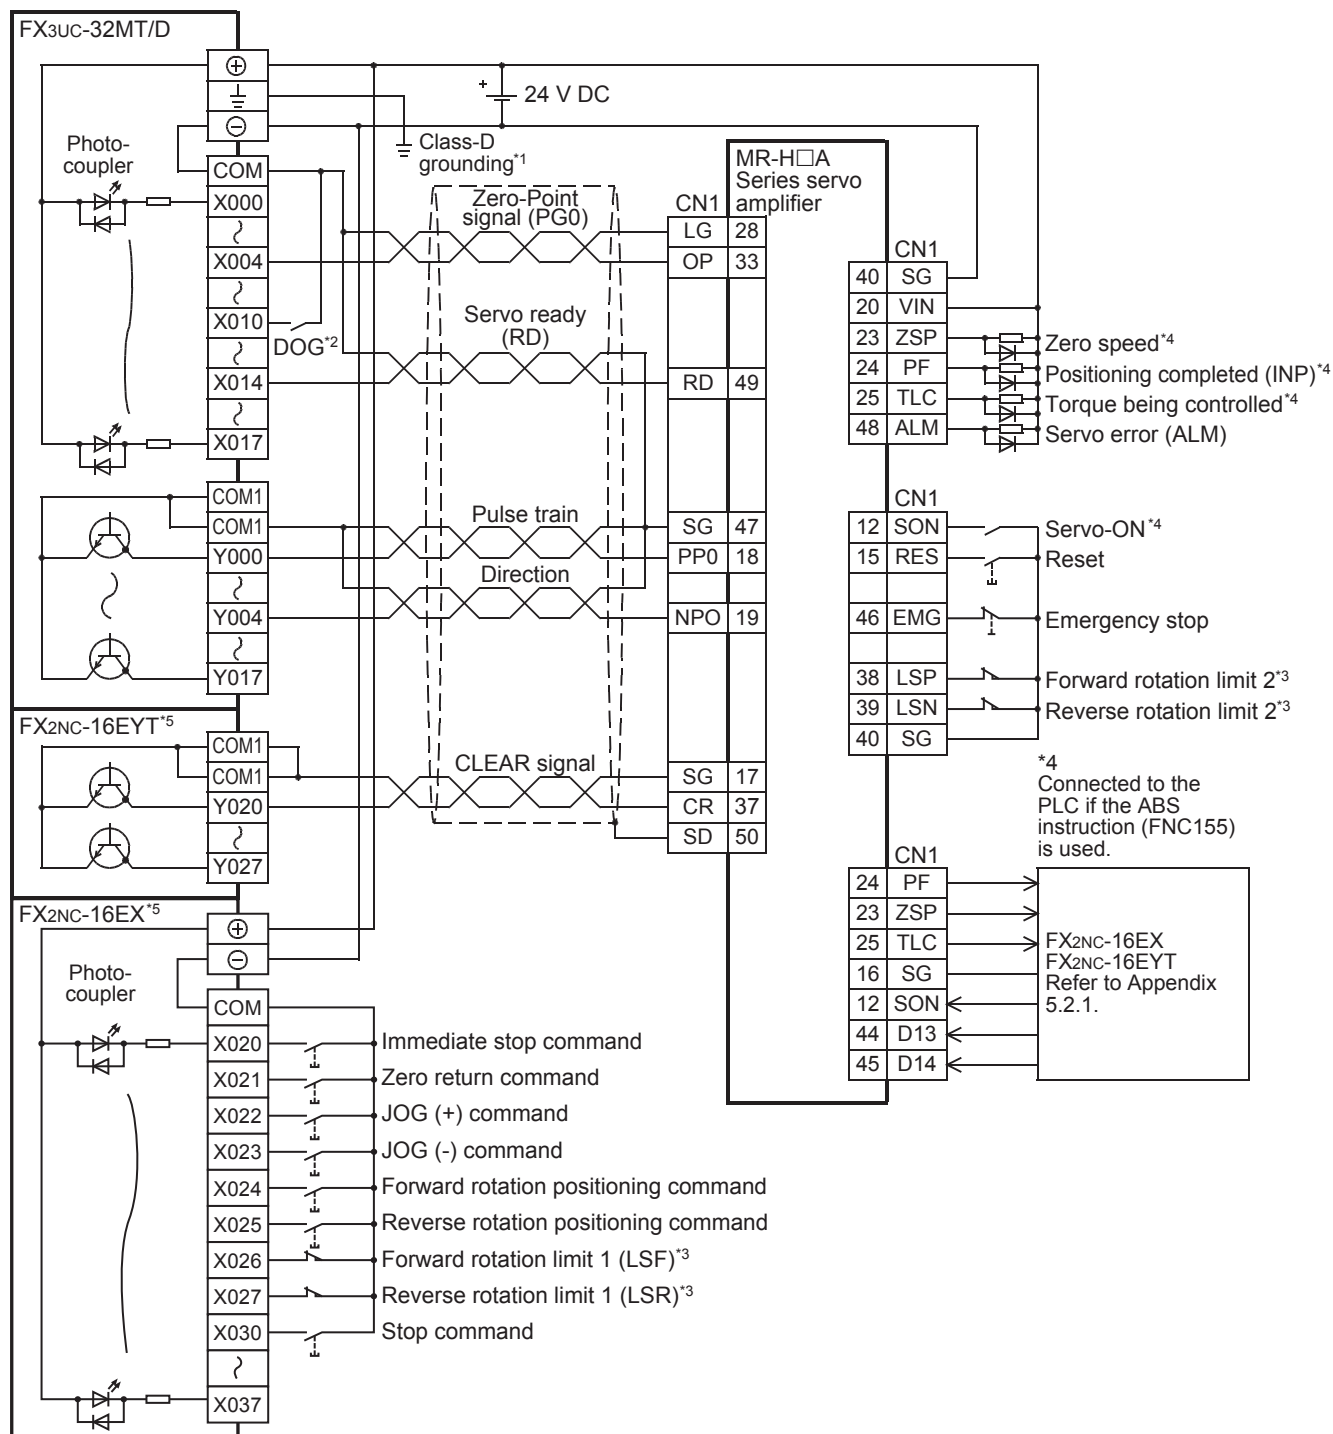 FX3UC-32MT/D
24 V DC
Class-D
grounding*1
Photo-
coupler
COM
X000
X004
X010
DOG*2
X014
X017
COM1
COM1
Y000
Y004
Y017
Zero-Point
signal (PG0)
Servo ready
(RD)
Pulse train
Direction
CLEAR signal
MR-H□A
Series servo
amplifier
CN1
LG 28
OP 33
RD 49
SG 47
PP0 18
NPO 19
SG 17
CR 37
SD 50
CN1
40 SG
20 VIN
23 ZSP Zero speed*4
24 PF Positioning completed (INP)*4
25 TLC Torque being controlled*4
48 ALM Servo error (ALM)
CN1
12 SON Servo-ON*4
15 RES Reset
46 EMG Emergency stop
38 LSP Forward rotation limit 2*3
39 LSN Reverse rotation limit 2*3
40 SG
*4
Connected to the
PLC if the ABS
instruction (FNC155)
is used.
CN1
24 PF
23 ZSP
25 TLC
16 SG
12 SON
44 D13
45 D14
FX2NC-16EX
FX2NC-16EYT
Refer to Appendix
5.2.1.
FX2NC-16EYT*5
COM1
COM1
Y020
Y027
FX2NC-16EX*5
Photo-
coupler
COM
X020 Immediate stop command
X021 Zero return command
X022 JOG (+) command
X023 JOG (-) command
X024 Forward rotation positioning command
X025 Reverse rotation positioning command
X026 Forward rotation limit 1 (LSF)*3
X027 Reverse rotation limit 1 (LSR)*3
X030 Stop command
X037